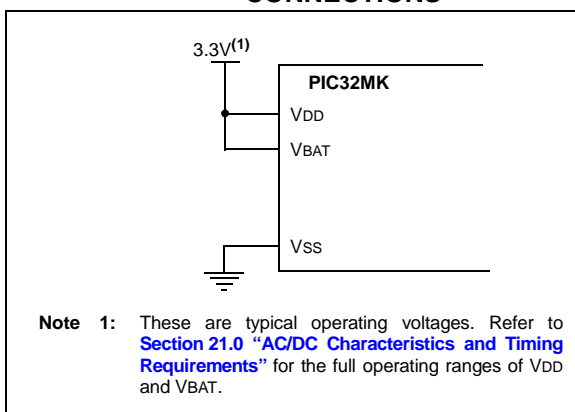 CONNECTIONS
3.3V(1)
PIC32MK
VDD
VBAT
VSS
Note 1: These are typical operating voltages. Refer to
Section 21.0 “AC/DC Characteristics and Timing
Requirements” for the full operating ranges of VDD
and VBAT.